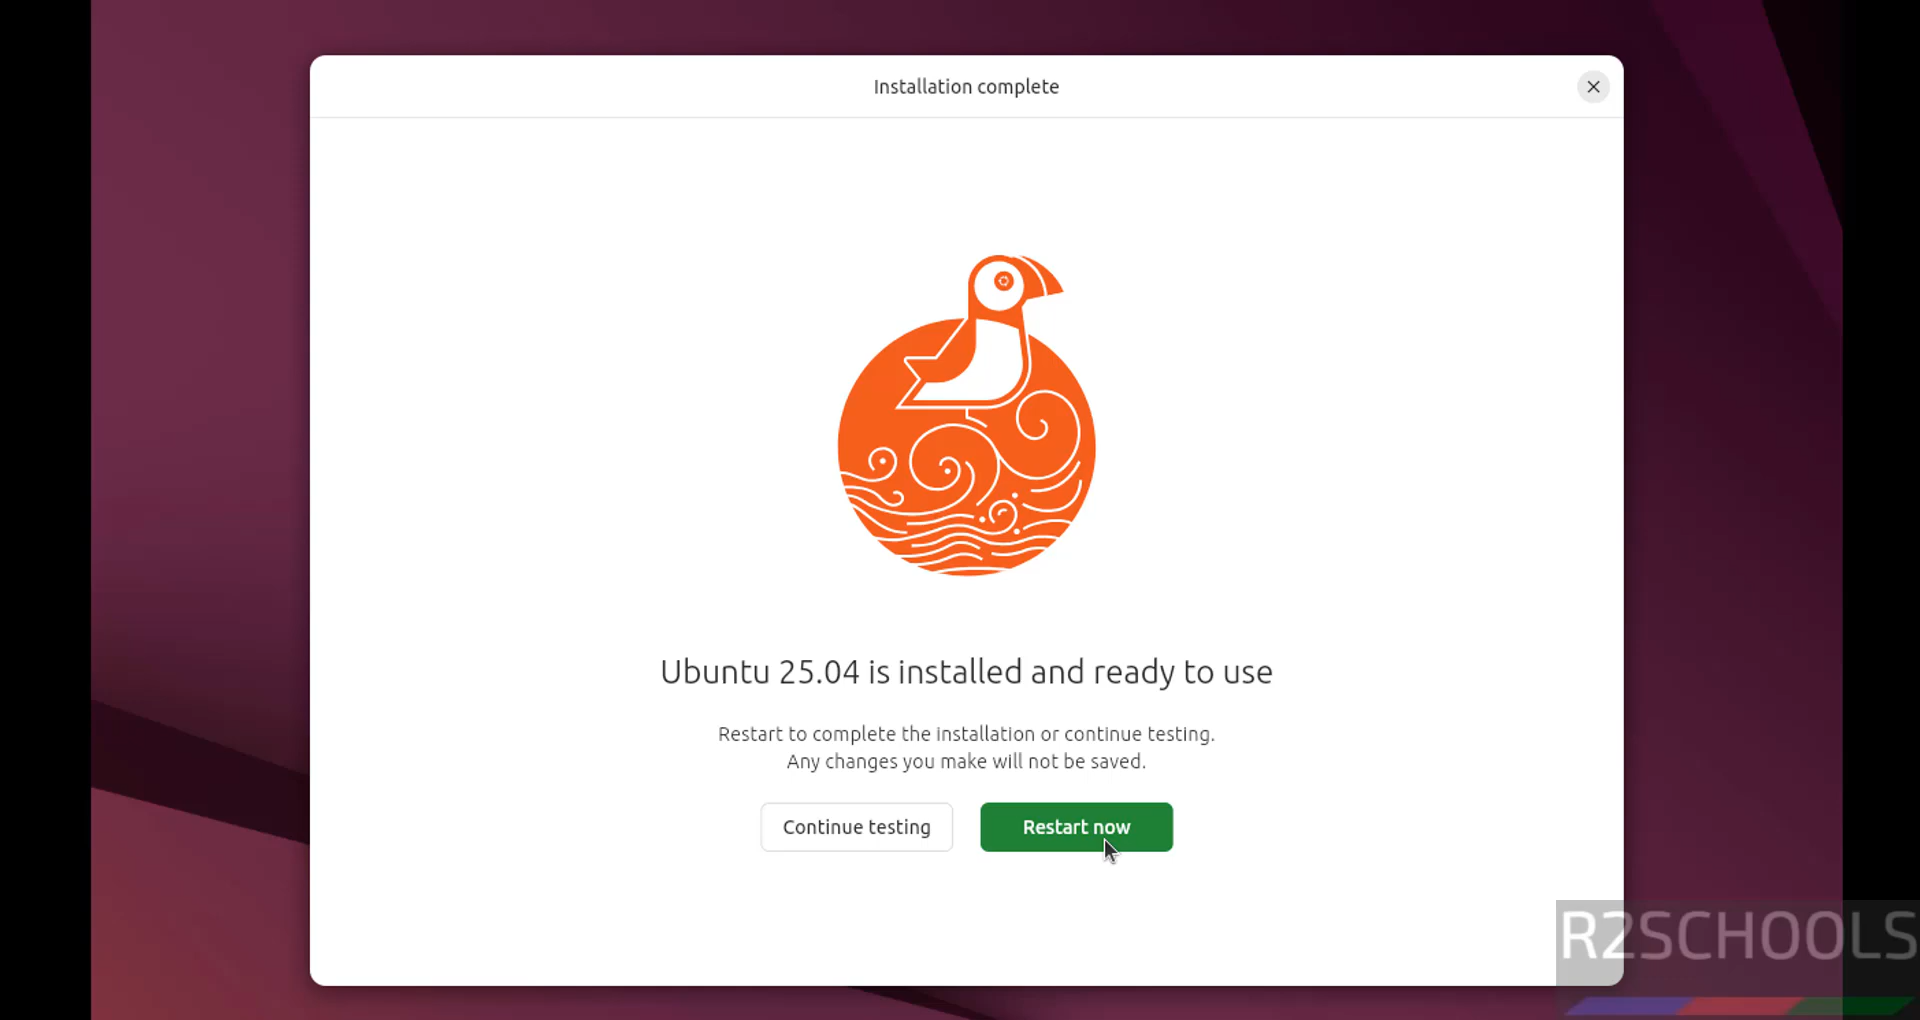 Installation complete
Ubuntu 25.04 is installed and ready to use
Restart to complete the installation or continue testing.
Any changes you make will not be saved.
Continue testing
Restart now
R2SCHOOLS